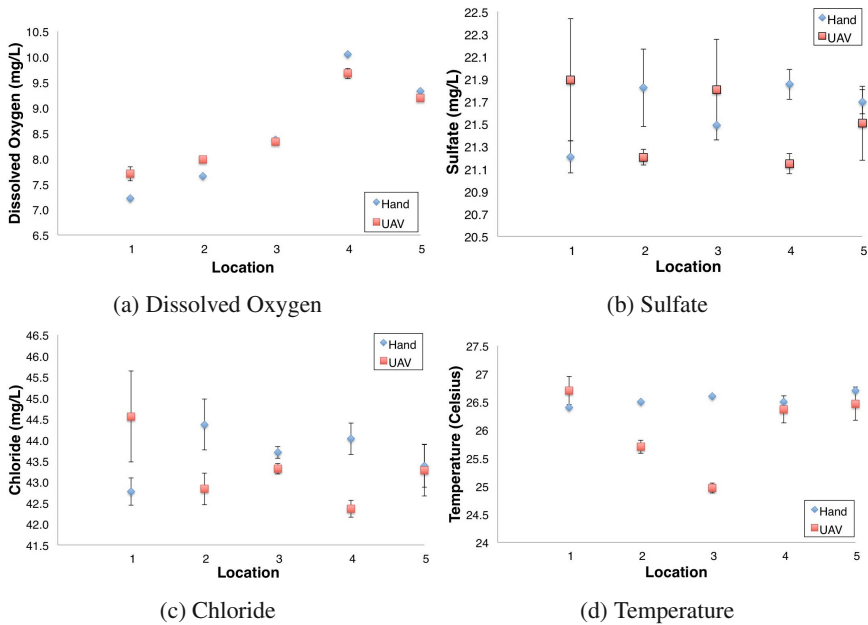 Dissolved Oxygen (mg/L)
10.5
10.0
9.5
9.0
8.5
8.0
7.5
7.0
6.5
1 2 3 4 5
Location
Hand
UAV
(a) Dissolved Oxygen
Sulfate (mg/L)
22.5
22.3
22.1
21.9
21.7
21.5
21.3
21.1
20.9
20.7
20.5
1 2 3 4 5
Location
Hand
UAV
(b) Sulfate
Chloride (mg/L)
46.5
46.0
45.5
45.0
44.5
44.0
43.5
43.0
42.5
42.0
41.5
1 2 3 4 5
Location
Hand
UAV
(c) Chloride
Temperature (Celsius)
27.5
27
26.5
26
25.5
25
24.5
24
1 2 3 4 5
Location
Hand
UAV
(d) Temperature